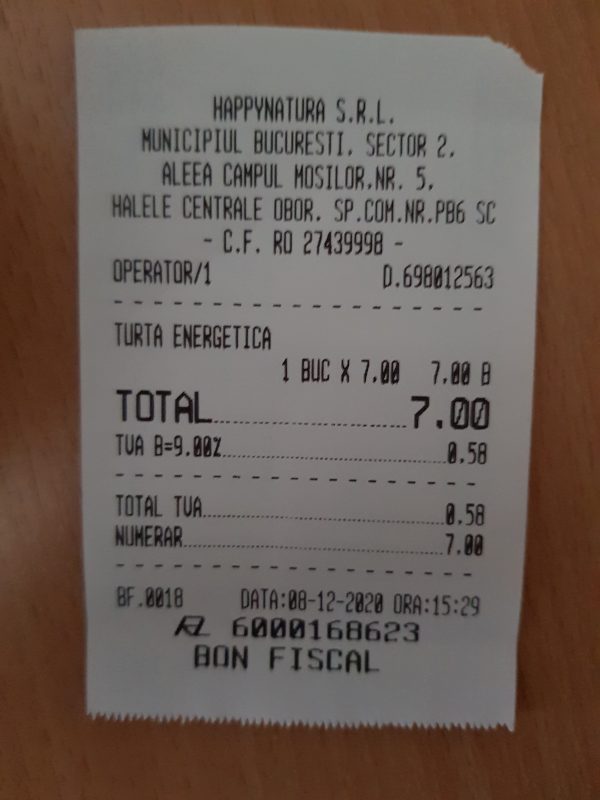 HAPPYNATURA S.R.L.
MUNICIPIUL BUCURESTI. SECTOR 2.
ALEEA CAMPUL MOSILOR.NR. 5.
HALELE CENTRALE OBOR. SP.COM.NR.PB6 SC
- C.F. RO 27439998 -
OPERATOR/1 D.698012563
TURTA ENERGETICA
1 BUC X 7.00 7.00 B
TOTAL 7.00
TVA B=9.00% 0.58
TOTAL TVA 0.58
NUMERAR 7.00
BF.0018 DATA:08-12-2020 ORA:15:29
6000168623
BON FISCAL